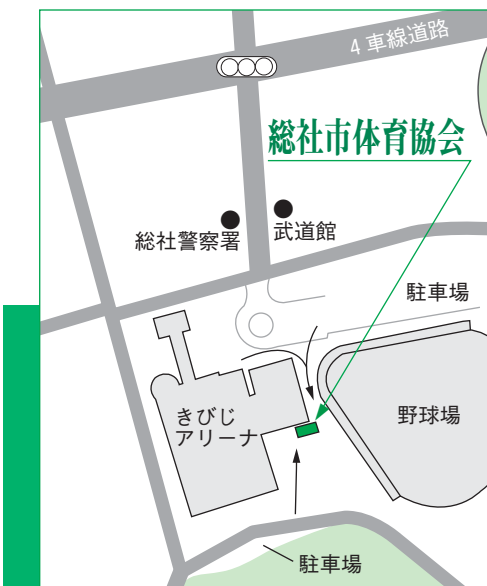 4車線道路
総社市体育協会
総社警察署
武道館
駐車場
きびじ
アリーナ
野球場
駐車場